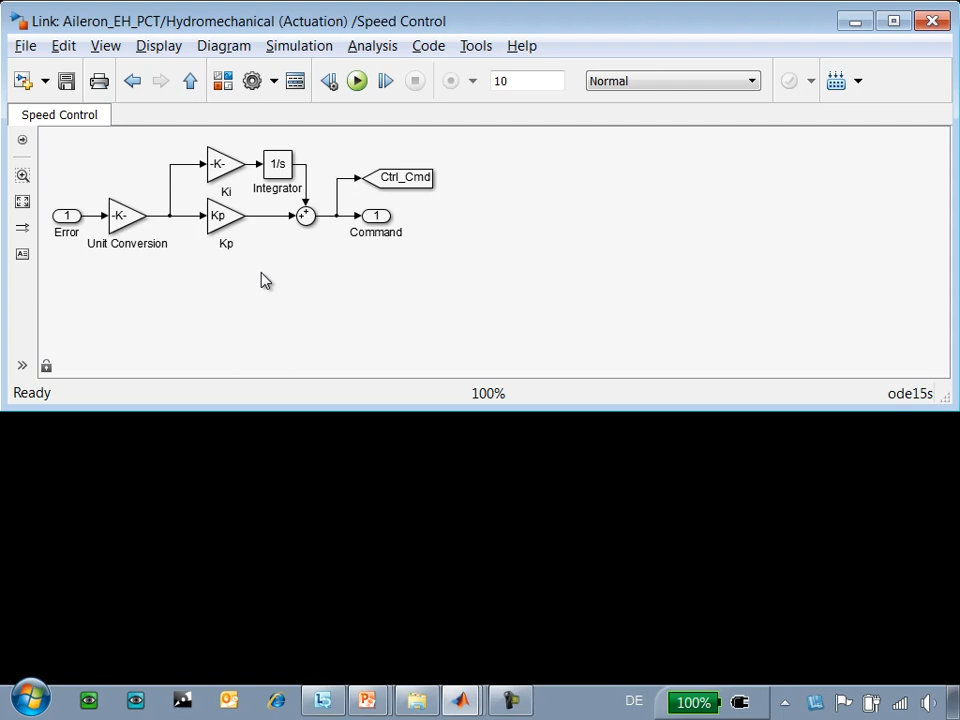 Link: Aileron_EH_PCT/Hydromechanical (Actuation) /Speed Control
File Edit View Display Diagram Simulation Analysis Code Tools Help
10 Normal
Speed Control
-K-
1/s
Ctrl_Cmd
Ki
Integrator
1
-K-
Kp
1
Error
Unit Conversion
Kp
Command
Ready 100% ode15s
DE 100%